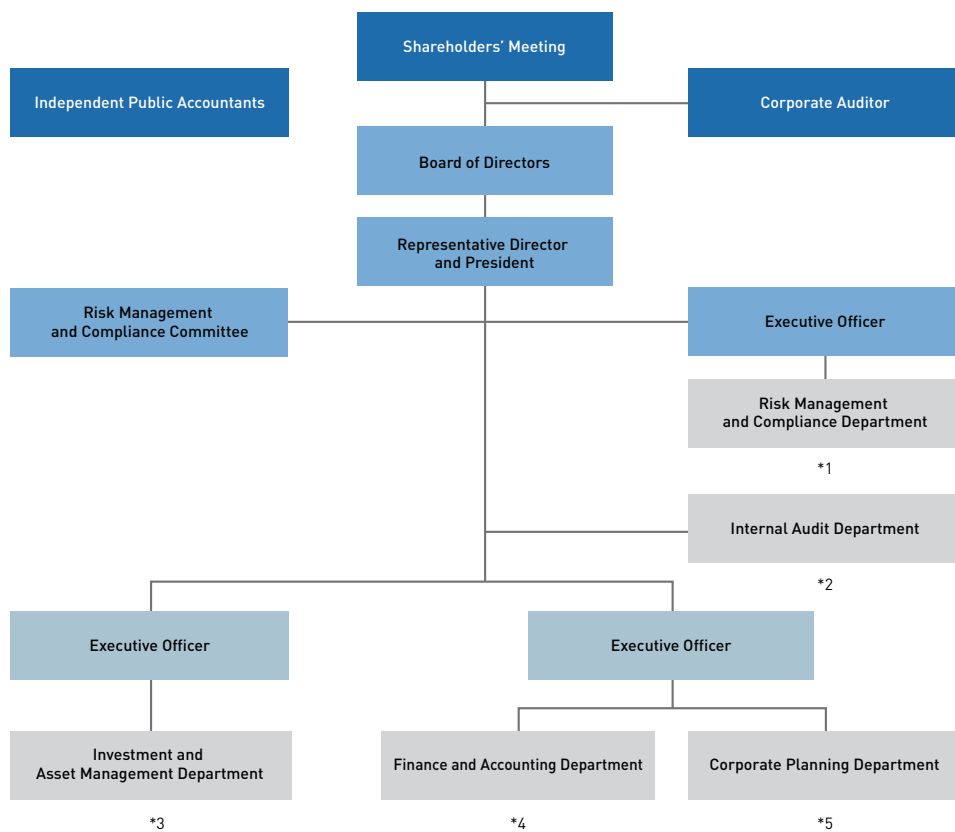 Shareholders’ Meeting
Independent Public Accountants
Corporate Auditor
Board of Directors
Representative Director
and President
Risk Management
and Compliance Committee
Executive Officer
Risk Management
and Compliance Department
*1
Internal Audit Department
*2
Executive Officer
Executive Officer
Investment and
Asset Management Department
Finance and Accounting Department
Corporate Planning Department
*3
*4
*5